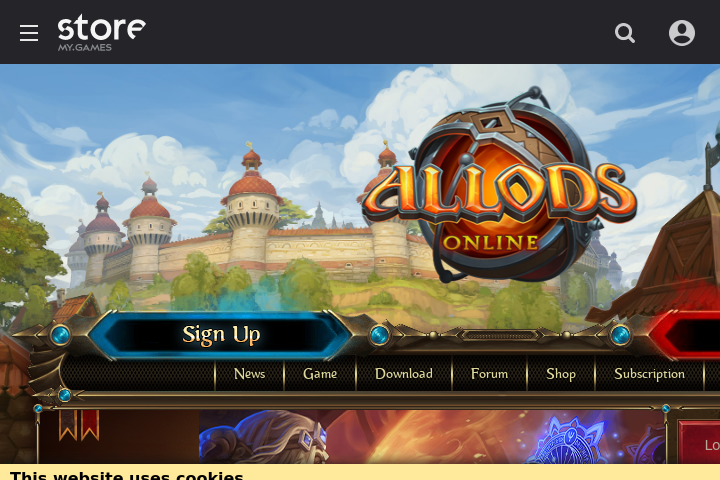 store
MY.GAMES
ALLODS
ONLINE
Sign Up
News Game Download Forum Shop Subscription
Lo
This website uses cookies